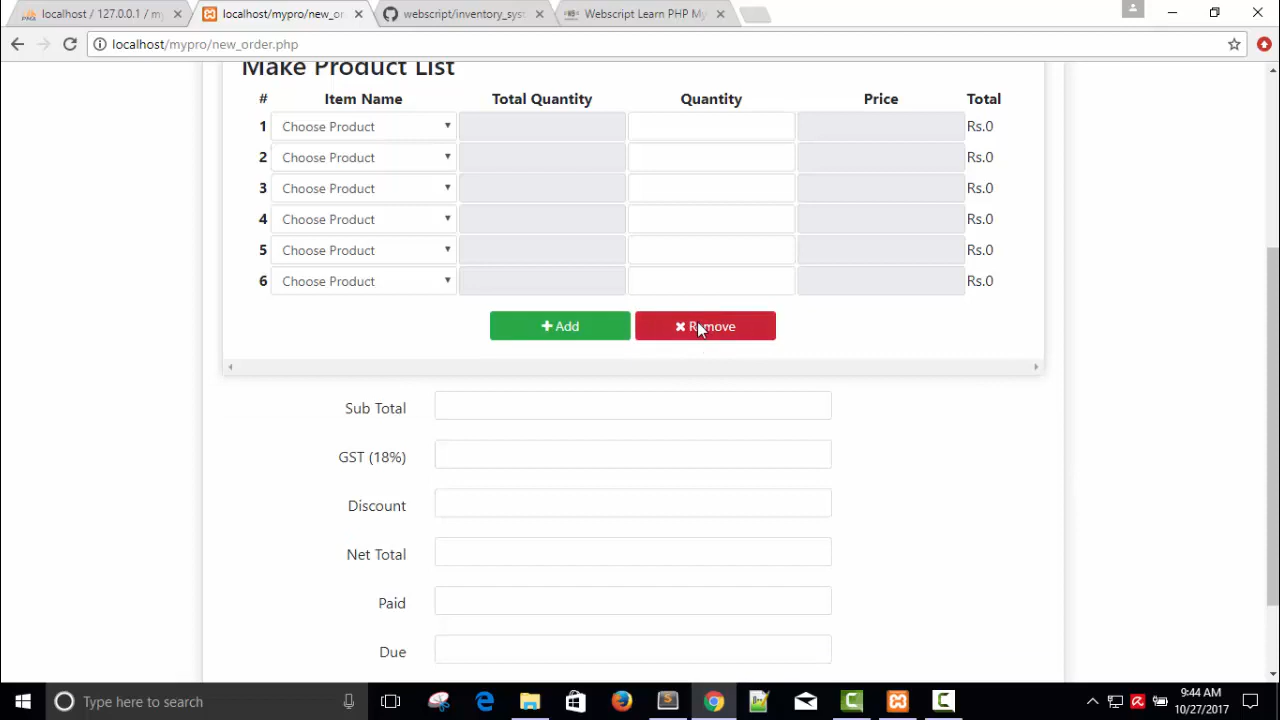 localhost / 127.0.0.1 / m
localhost/mypro/new_or
webscript/inventory_sys
Webscript Learn PHP My
localhost/mypro/new_order.php
Make Product List
# Item Name Total Quantity Quantity Price Total
1 Choose Product Rs.0
2 Choose Product Rs.0
3 Choose Product Rs.0
4 Choose Product Rs.0
5 Choose Product Rs.0
6 Choose Product Rs.0
Add
Remove
Sub Total
GST (18%)
Discount
Net Total
Paid
Due
Type here to search
9:44 AM
10/27/2017